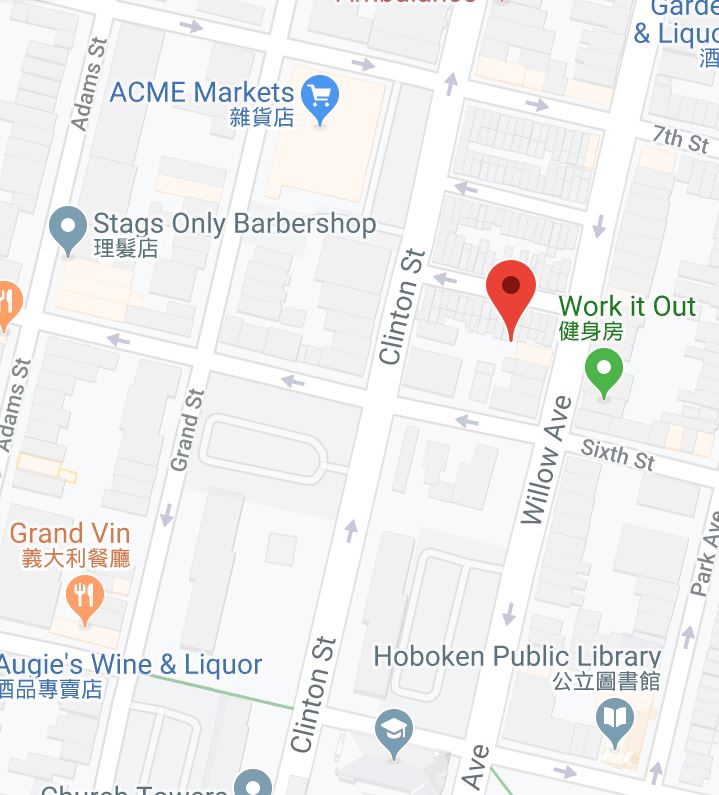 Ambulance
Garde
& Liquo
酒
Adams St
ACME Markets
雜貨店
7th St
Stags Only Barbershop
理髮店
Clinton St
Work it Out
健身房
Adams St
Grand St
Willow Ave
Sixth St
Park Ave
Grand Vin
義大利餐廳
Augie's Wine & Liquor
酒品專賣店
Clinton St
Hoboken Public Library
公立圖書館
Ave
Church Towers